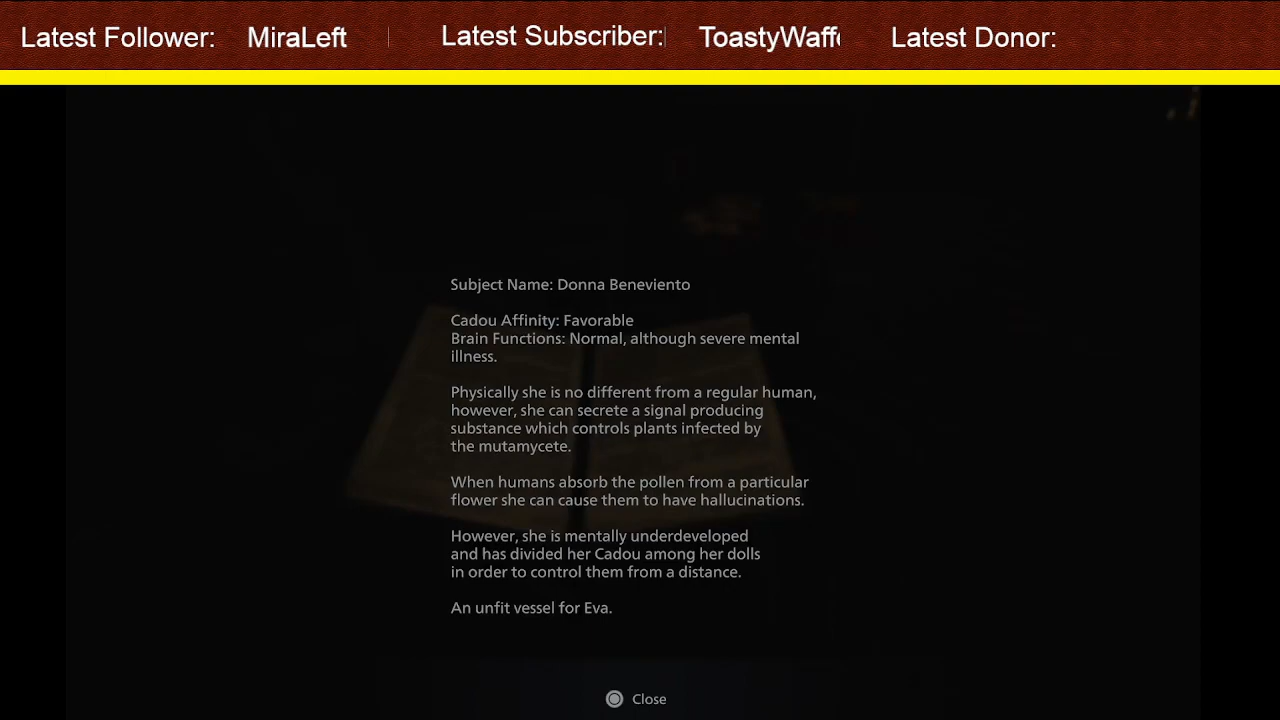 Latest Follower: MiraLeft Latest Subscriber: Latest Donor:
Subject Name: Donna Beneviento
Cadou Affinity: Favorable
Brain Functions: Normal, although severe mental
illness.
Physically she is no different from a regular human,
however, she can secrete a signal producing
substance which controls plants infected by
the mutamycete.
When humans absorb the pollen from a particular
flower she can cause them to have hallucinations.
However, she is mentally underdeveloped
and has divided her Cadou among her dolls
in order to control them from a distance.
An unfit vessel for Eva.
Close